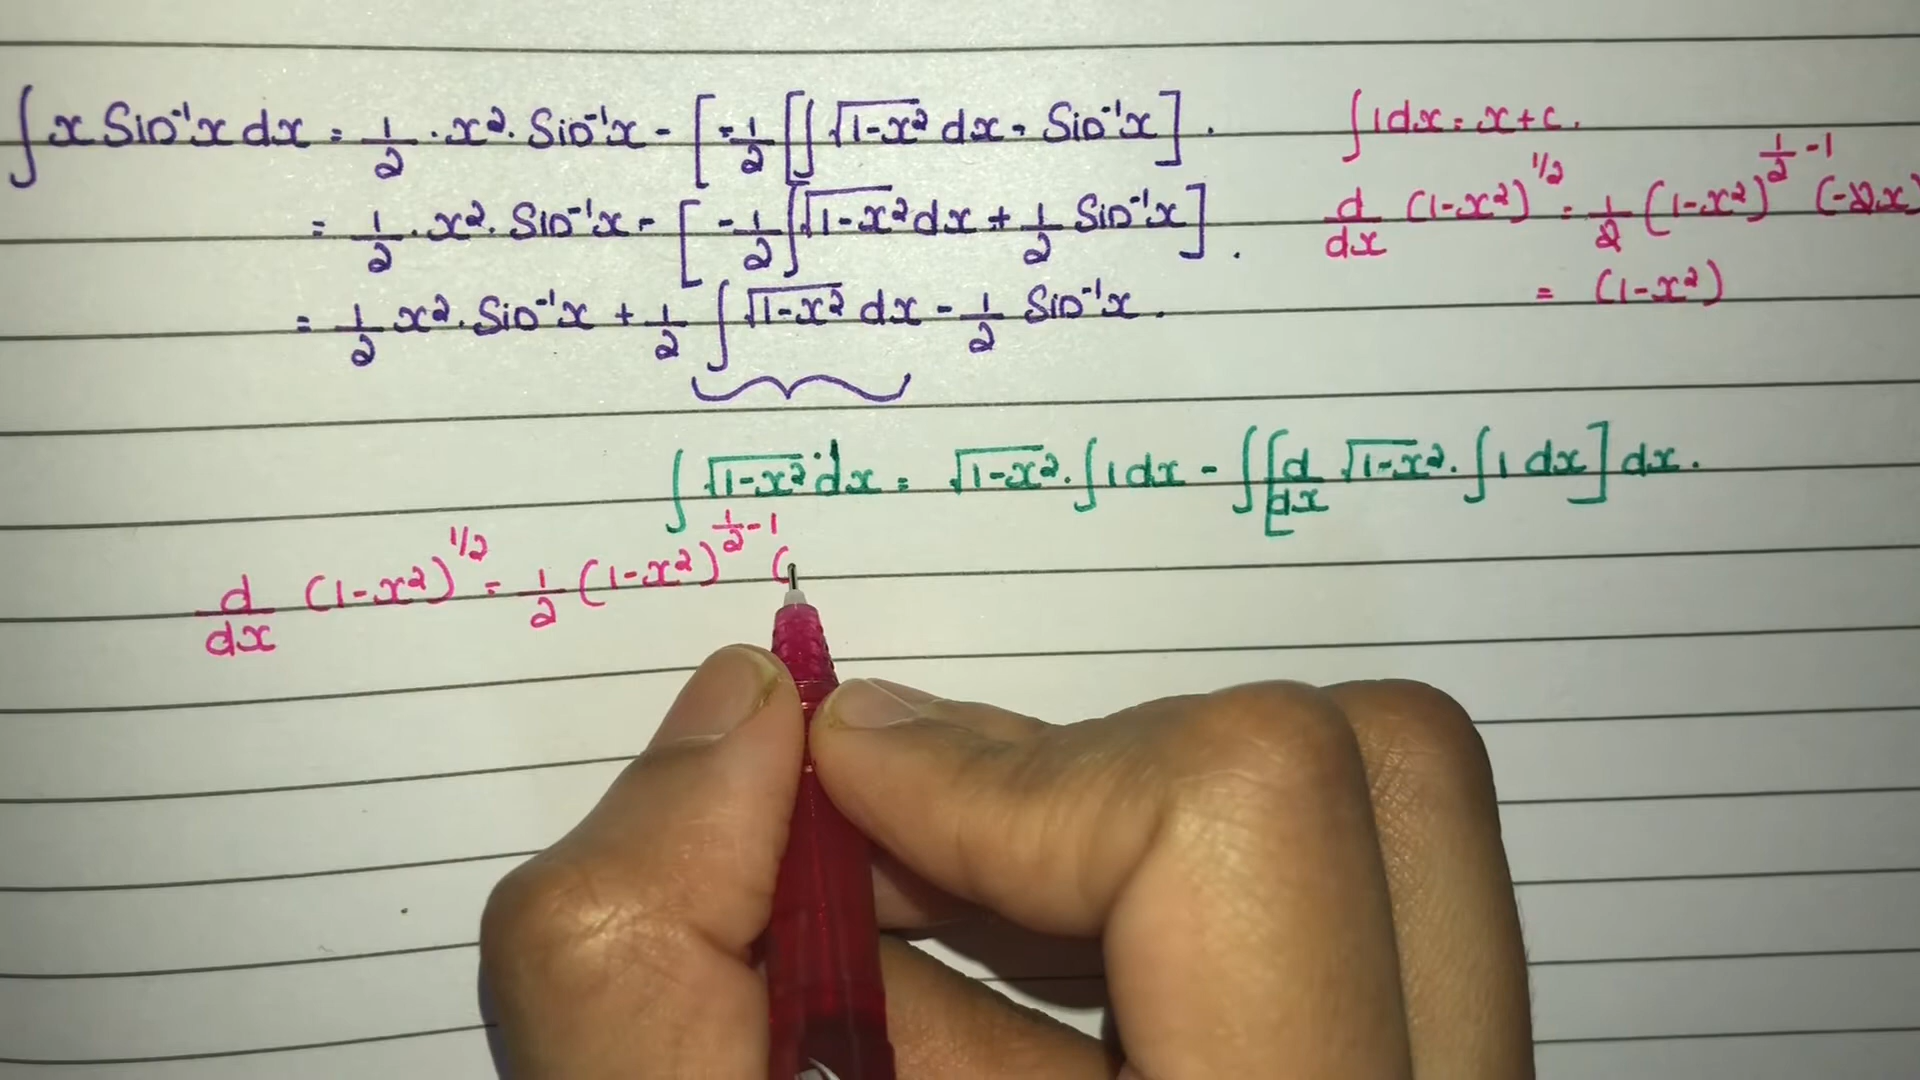 ∫ x Sin⁻¹x dx = 1/2 · x² · Sin⁻¹x - [ -1/2 [ ∫ √1-x² dx - Sin⁻¹x ] .
= 1/2 · x² · Sin⁻¹x - [ -1/2 ∫ √1-x² dx + 1/2 Sin⁻¹x ] .
= 1/2 x² · Sin⁻¹x + 1/2 ∫ √1-x² dx - 1/2 Sin⁻¹x .
∫ 1 dx = x + c .
d/dx (1-x²)^1/2 = 1/2 (1-x²)^1/2 -1 (-2x)
= (1-x²)
∫ √1-x² · 1 dx = √1-x² · ∫ 1 dx - ∫ [ d/dx √1-x² · ∫ 1 dx ] dx .
d/dx (1-x²)^1/2 = 1/2 (1-x²)^1/2 -1 (